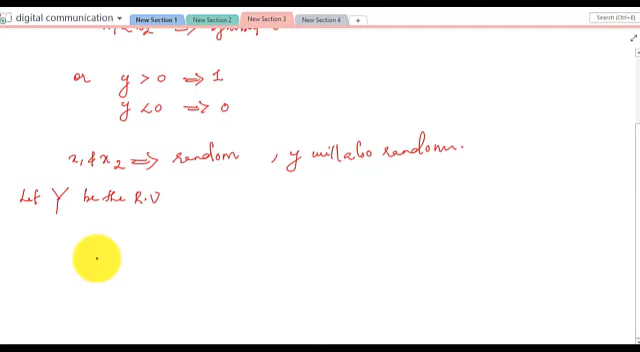 digital communication
New Section 1
New Section 2
New Section 3
New Section 4
+
Search (Ctrl+E)
or y > 0 ⇒ 1
y < 0 ⇒ 0
x₁ & x₂ ⇒ random , y will also random.
Let Y be the R.V